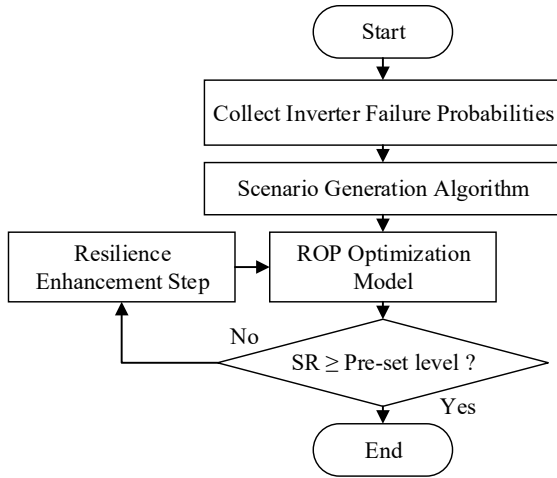 Start
Collect Inverter Failure Probabilities
Scenario Generation Algorithm
Resilience
Enhancement Step
ROP Optimization
Model
No
SR ≥ Pre-set level ?
Yes
End